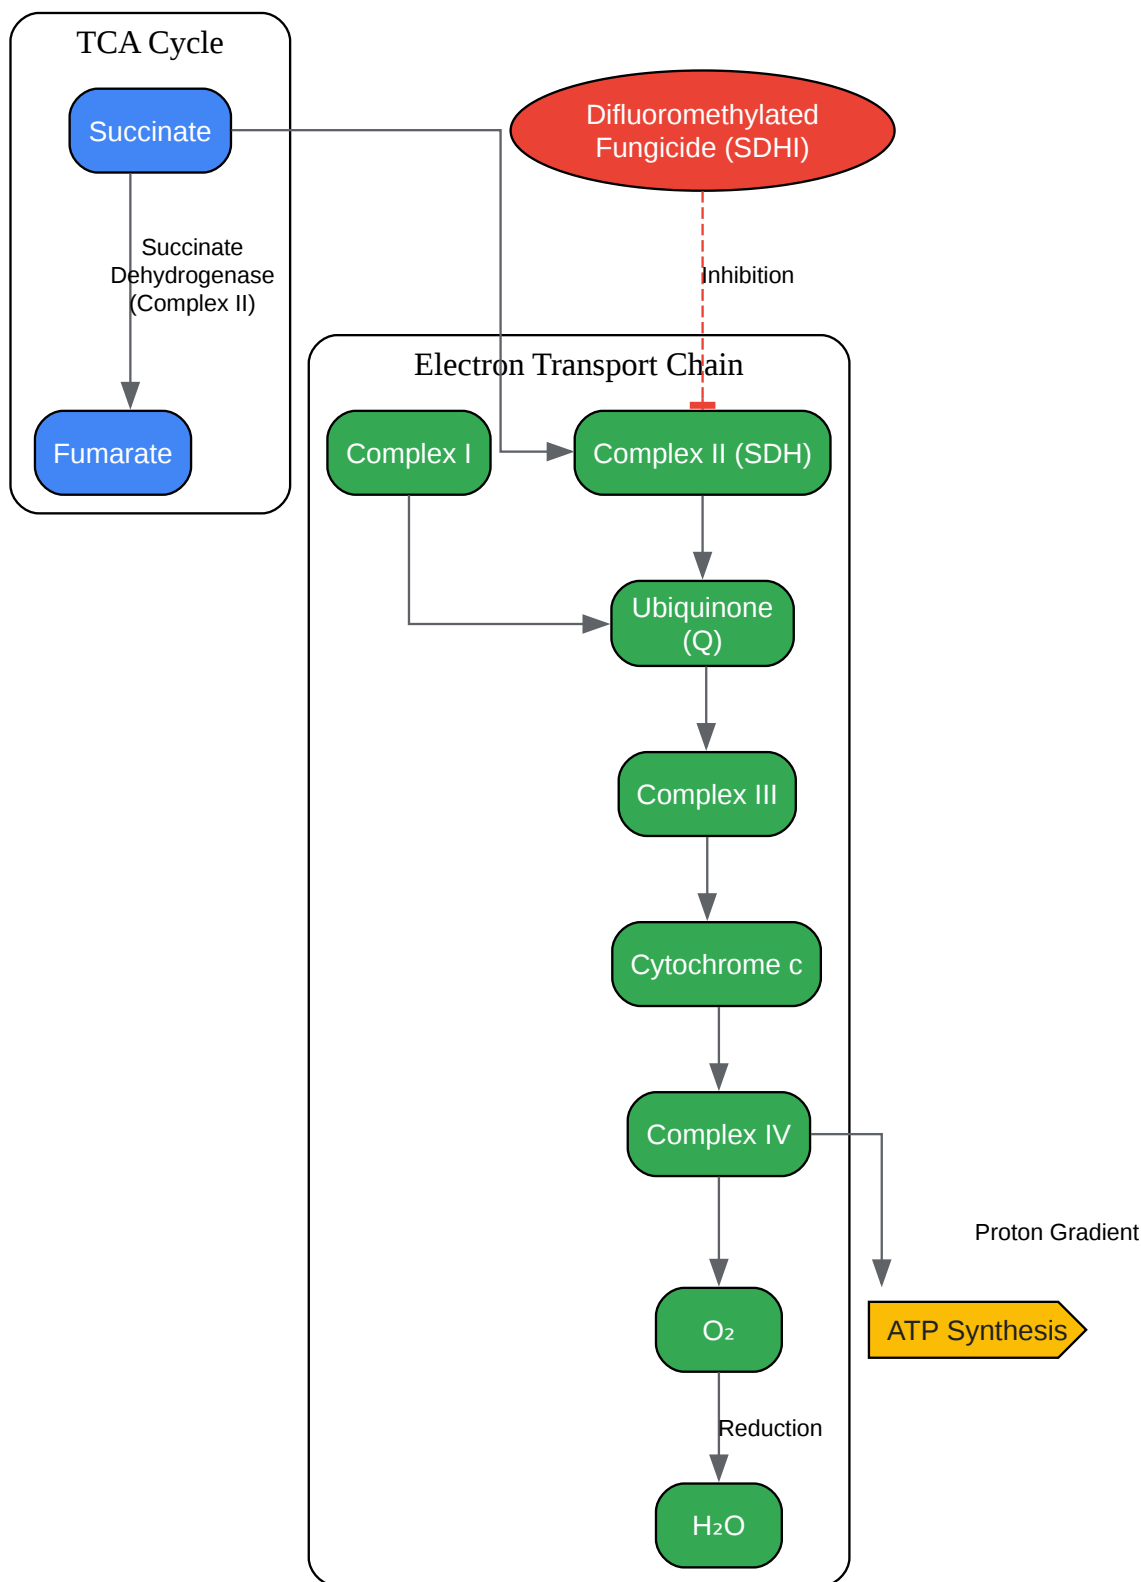 TCA Cycle
Succinate
Difluoromethylated
Fungicide (SDHI)
Succinate
Dehydrogenase
(Complex II)
Inhibition
Electron Transport Chain
Fumarate
Complex I
Complex II (SDH)
Ubiquinone
(Q)
Complex III
Cytochrome c
Complex IV
Proton Gradient
O₂
ATP Synthesis
Reduction
H₂O